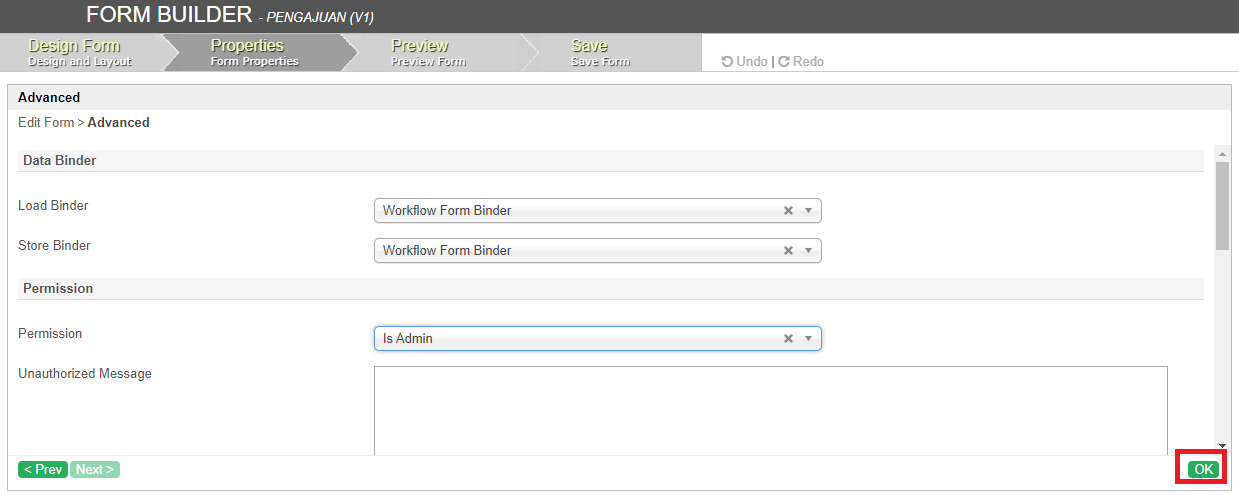 FORM BUILDER - PENGAJUAN (V1)
Design Form
Design and Layout
Properties
Form Properties
Preview
Preview Form
Save
Save Form
Undo | Redo
Advanced
Edit Form > Advanced
Data Binder
Load Binder
Workflow Form Binder
Store Binder
Workflow Form Binder
Permission
Permission
Is Admin
Unauthorized Message
< Prev Next >
OK